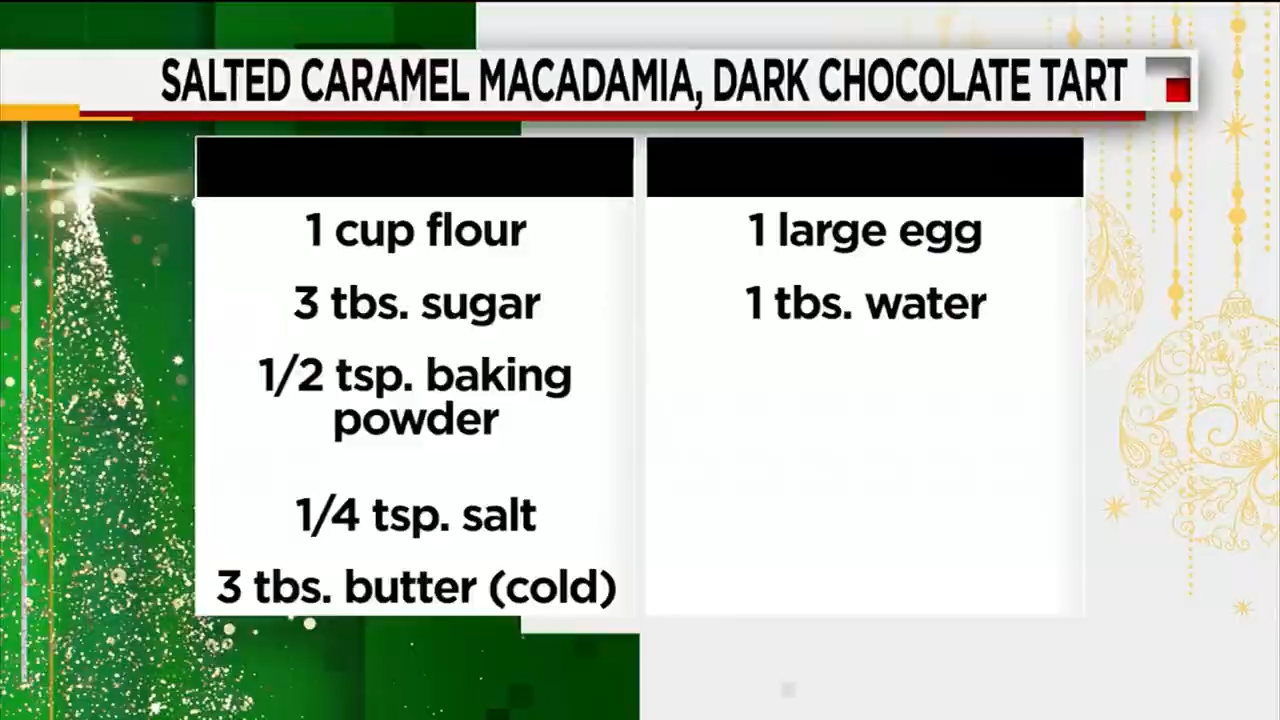 SALTED CARAMEL MACADAMIA, DARK CHOCOLATE TART
1 cup flour
3 tbs. sugar
1/2 tsp. baking
powder
1/4 tsp. salt
3 tbs. butter (cold)
1 large egg
1 tbs. water